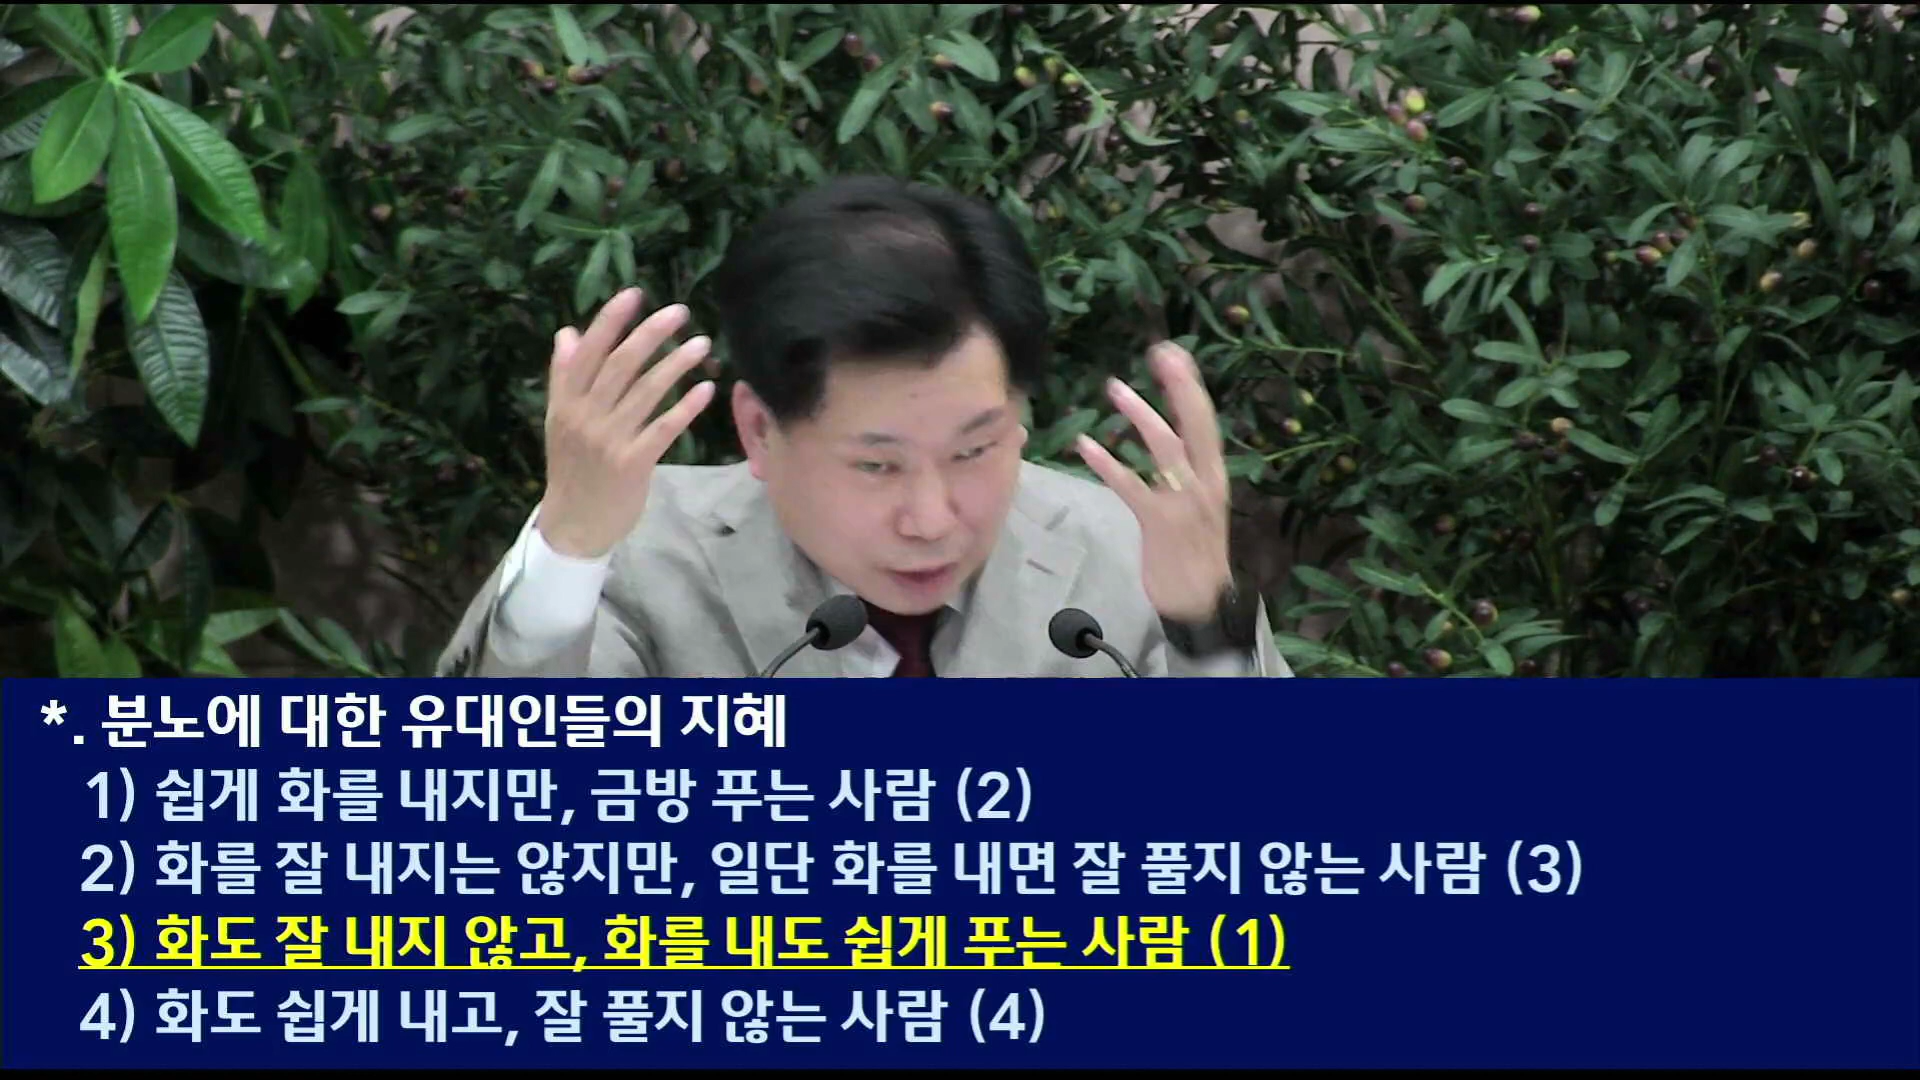 *. 분노에 대한 유대인들의 지혜
1) 쉽게 화를 내지만, 금방 푸는 사람 (2)
2) 화를 잘 내지는 않지만, 일단 화를 내면 잘 풀지 않는 사람 (3)
3) 화도 잘 내지 않고, 화를 내도 쉽게 푸는 사람 (1)
4) 화도 쉽게 내고, 잘 풀지 않는 사람 (4)